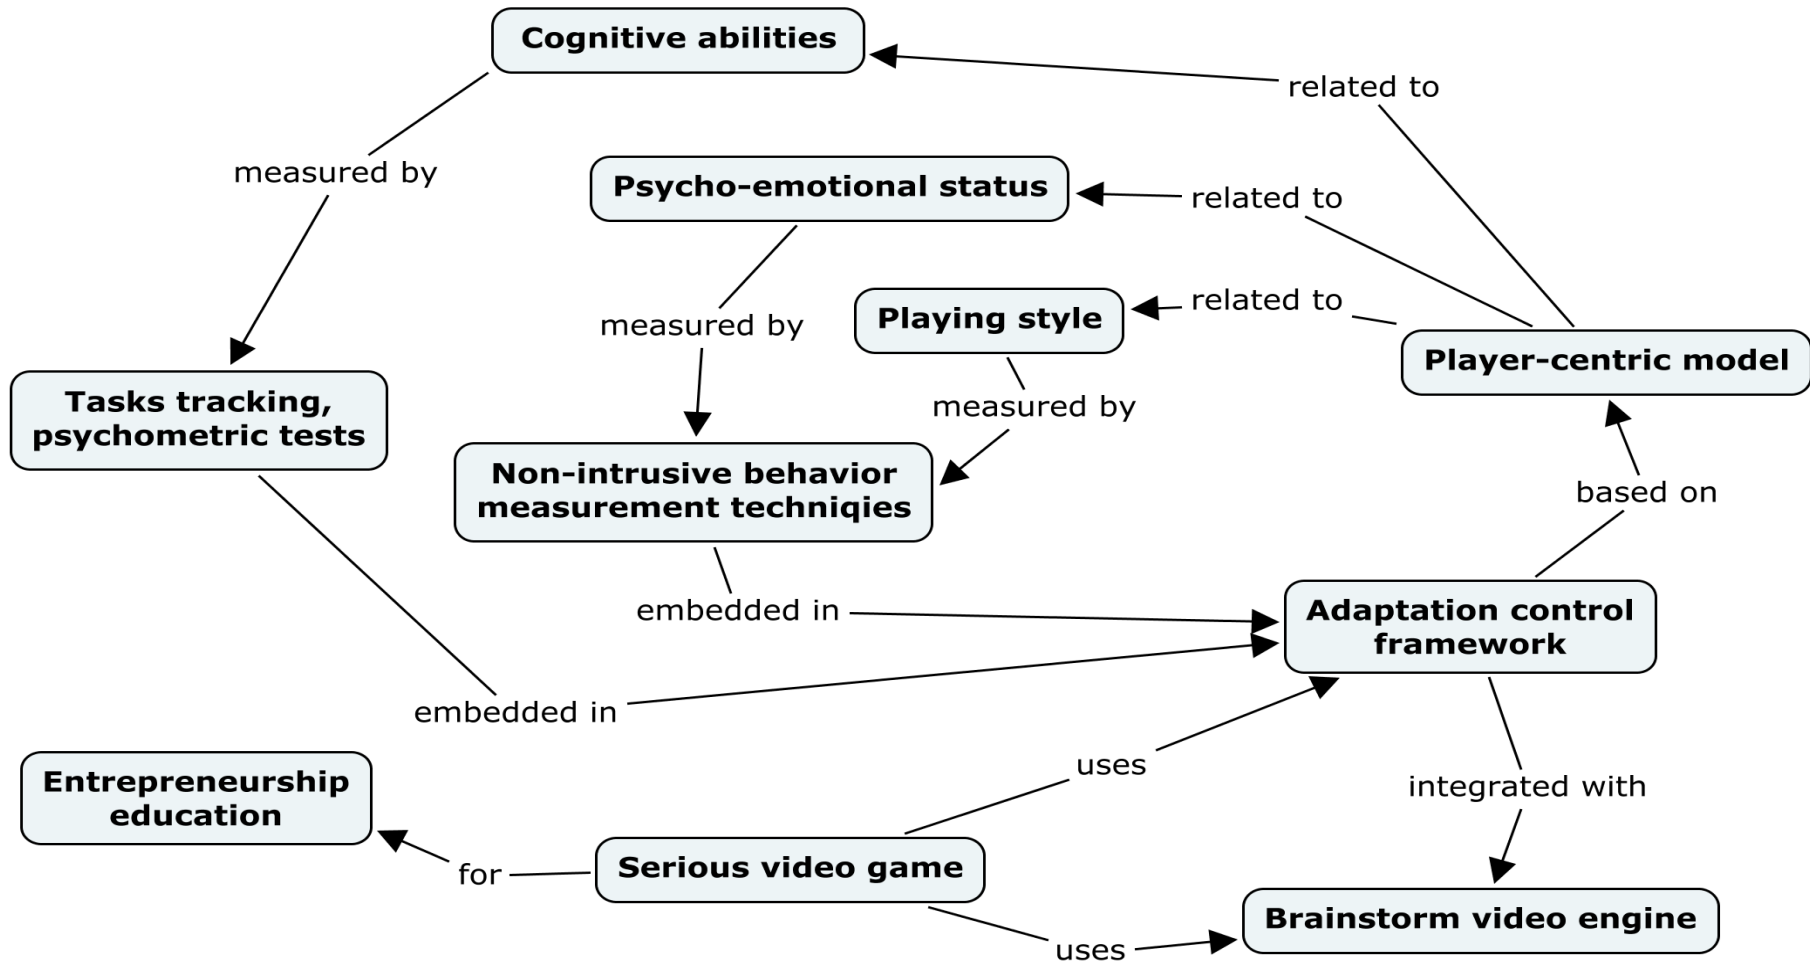 Cognitive abilities
related to
measured by
Psycho-emotional status
related to
Playing style
related to
measured by
Player-centric model
Tasks tracking,
psychometric tests
measured by
Non-intrusive behavior
measurement techniqies
based on
embedded in
Adaptation control
framework
embedded in
Entrepreneurship
education
uses
integrated with
for
Serious video game
Brainstorm video engine
uses